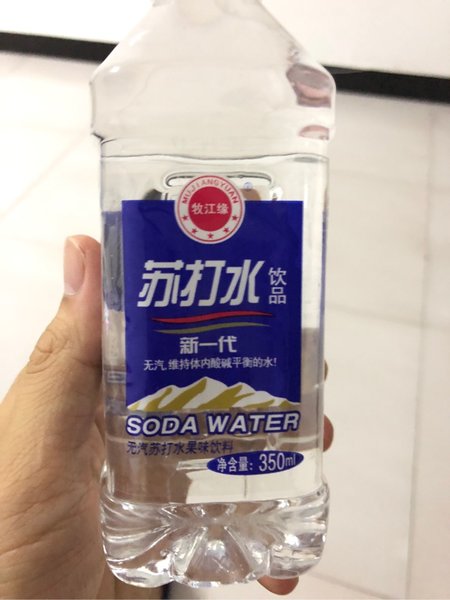 MUJIANGYUAN
牧江缘
苏打水饮品
新一代
无汽,维持体内酸碱平衡的水!
SODA WATER
无汽苏打水果味饮料
净含量: 350ml